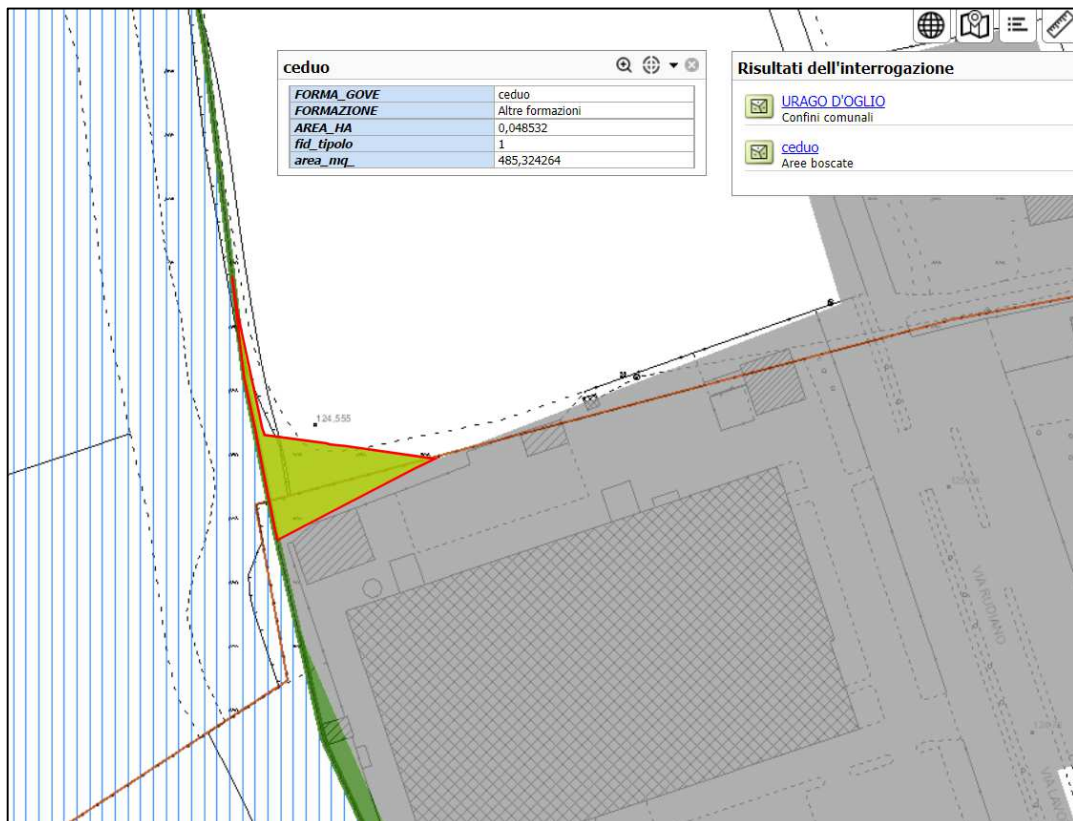 ceduo
FORMA_GOVE ceduo
FORMAZIONE Altre formazioni
AREA_HA 0,048532
fid_tipolo 1
area_mq_ 485,324264
Risultati dell'interrogazione
URAGO D'OGLIO
Confini comunali
ceduo
Aree boscate
124.555
VIA RUDIANO